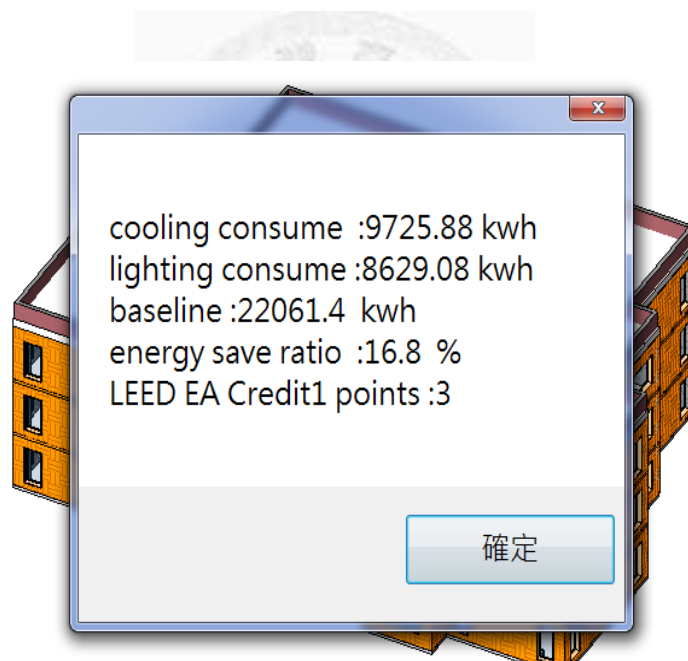 cooling consume  :9725.88 kwh
lighting consume :8629.08 kwh
baseline :22061.4  kwh
energy save ratio  :16.8  %
LEED EA Credit1 points :3
確定